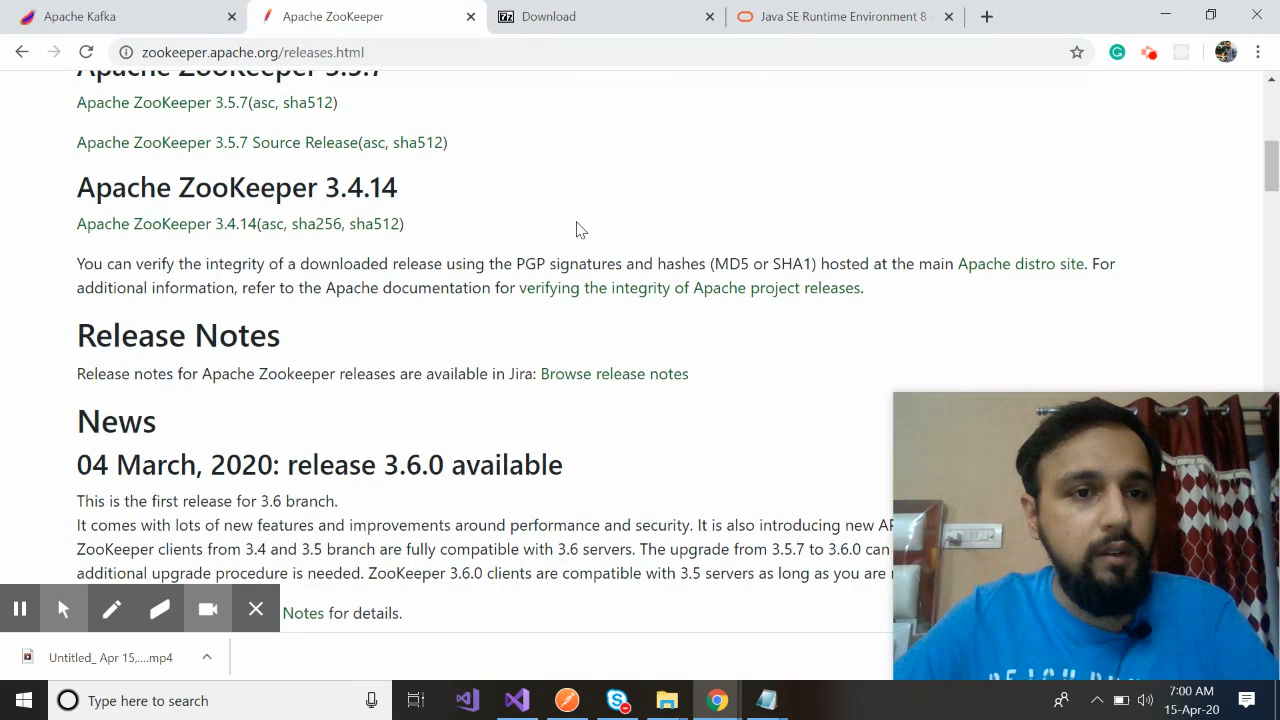 Apache Kafka
Apache ZooKeeper
7z Download
Java SE Runtime Environment 8 -
zookeeper.apache.org/releases.html
Apache ZooKeeper 3.5.7
Apache ZooKeeper 3.5.7(asc, sha512)
Apache ZooKeeper 3.5.7 Source Release(asc, sha512)
Apache ZooKeeper 3.4.14
Apache ZooKeeper 3.4.14(asc, sha256, sha512)
You can verify the integrity of a downloaded release using the PGP signatures and hashes (MD5 or SHA1) hosted at the main Apache distro site. For
additional information, refer to the Apache documentation for verifying the integrity of Apache project releases.
Release Notes
Release notes for Apache Zookeeper releases are available in Jira: Browse release notes
News
04 March, 2020: release 3.6.0 available
This is the first release for 3.6 branch.
It comes with lots of new features and improvements around performance and security. It is also introducing new AP
ZooKeeper clients from 3.4 and 3.5 branch are fully compatible with 3.6 servers. The upgrade from 3.5.7 to 3.6.0 can
additional upgrade procedure is needed. ZooKeeper 3.6.0 clients are compatible with 3.5 servers as long as you are
Notes for details.
Untitled_ Apr 15,....mp4
Type here to search
7:00 AM
15-Apr-20